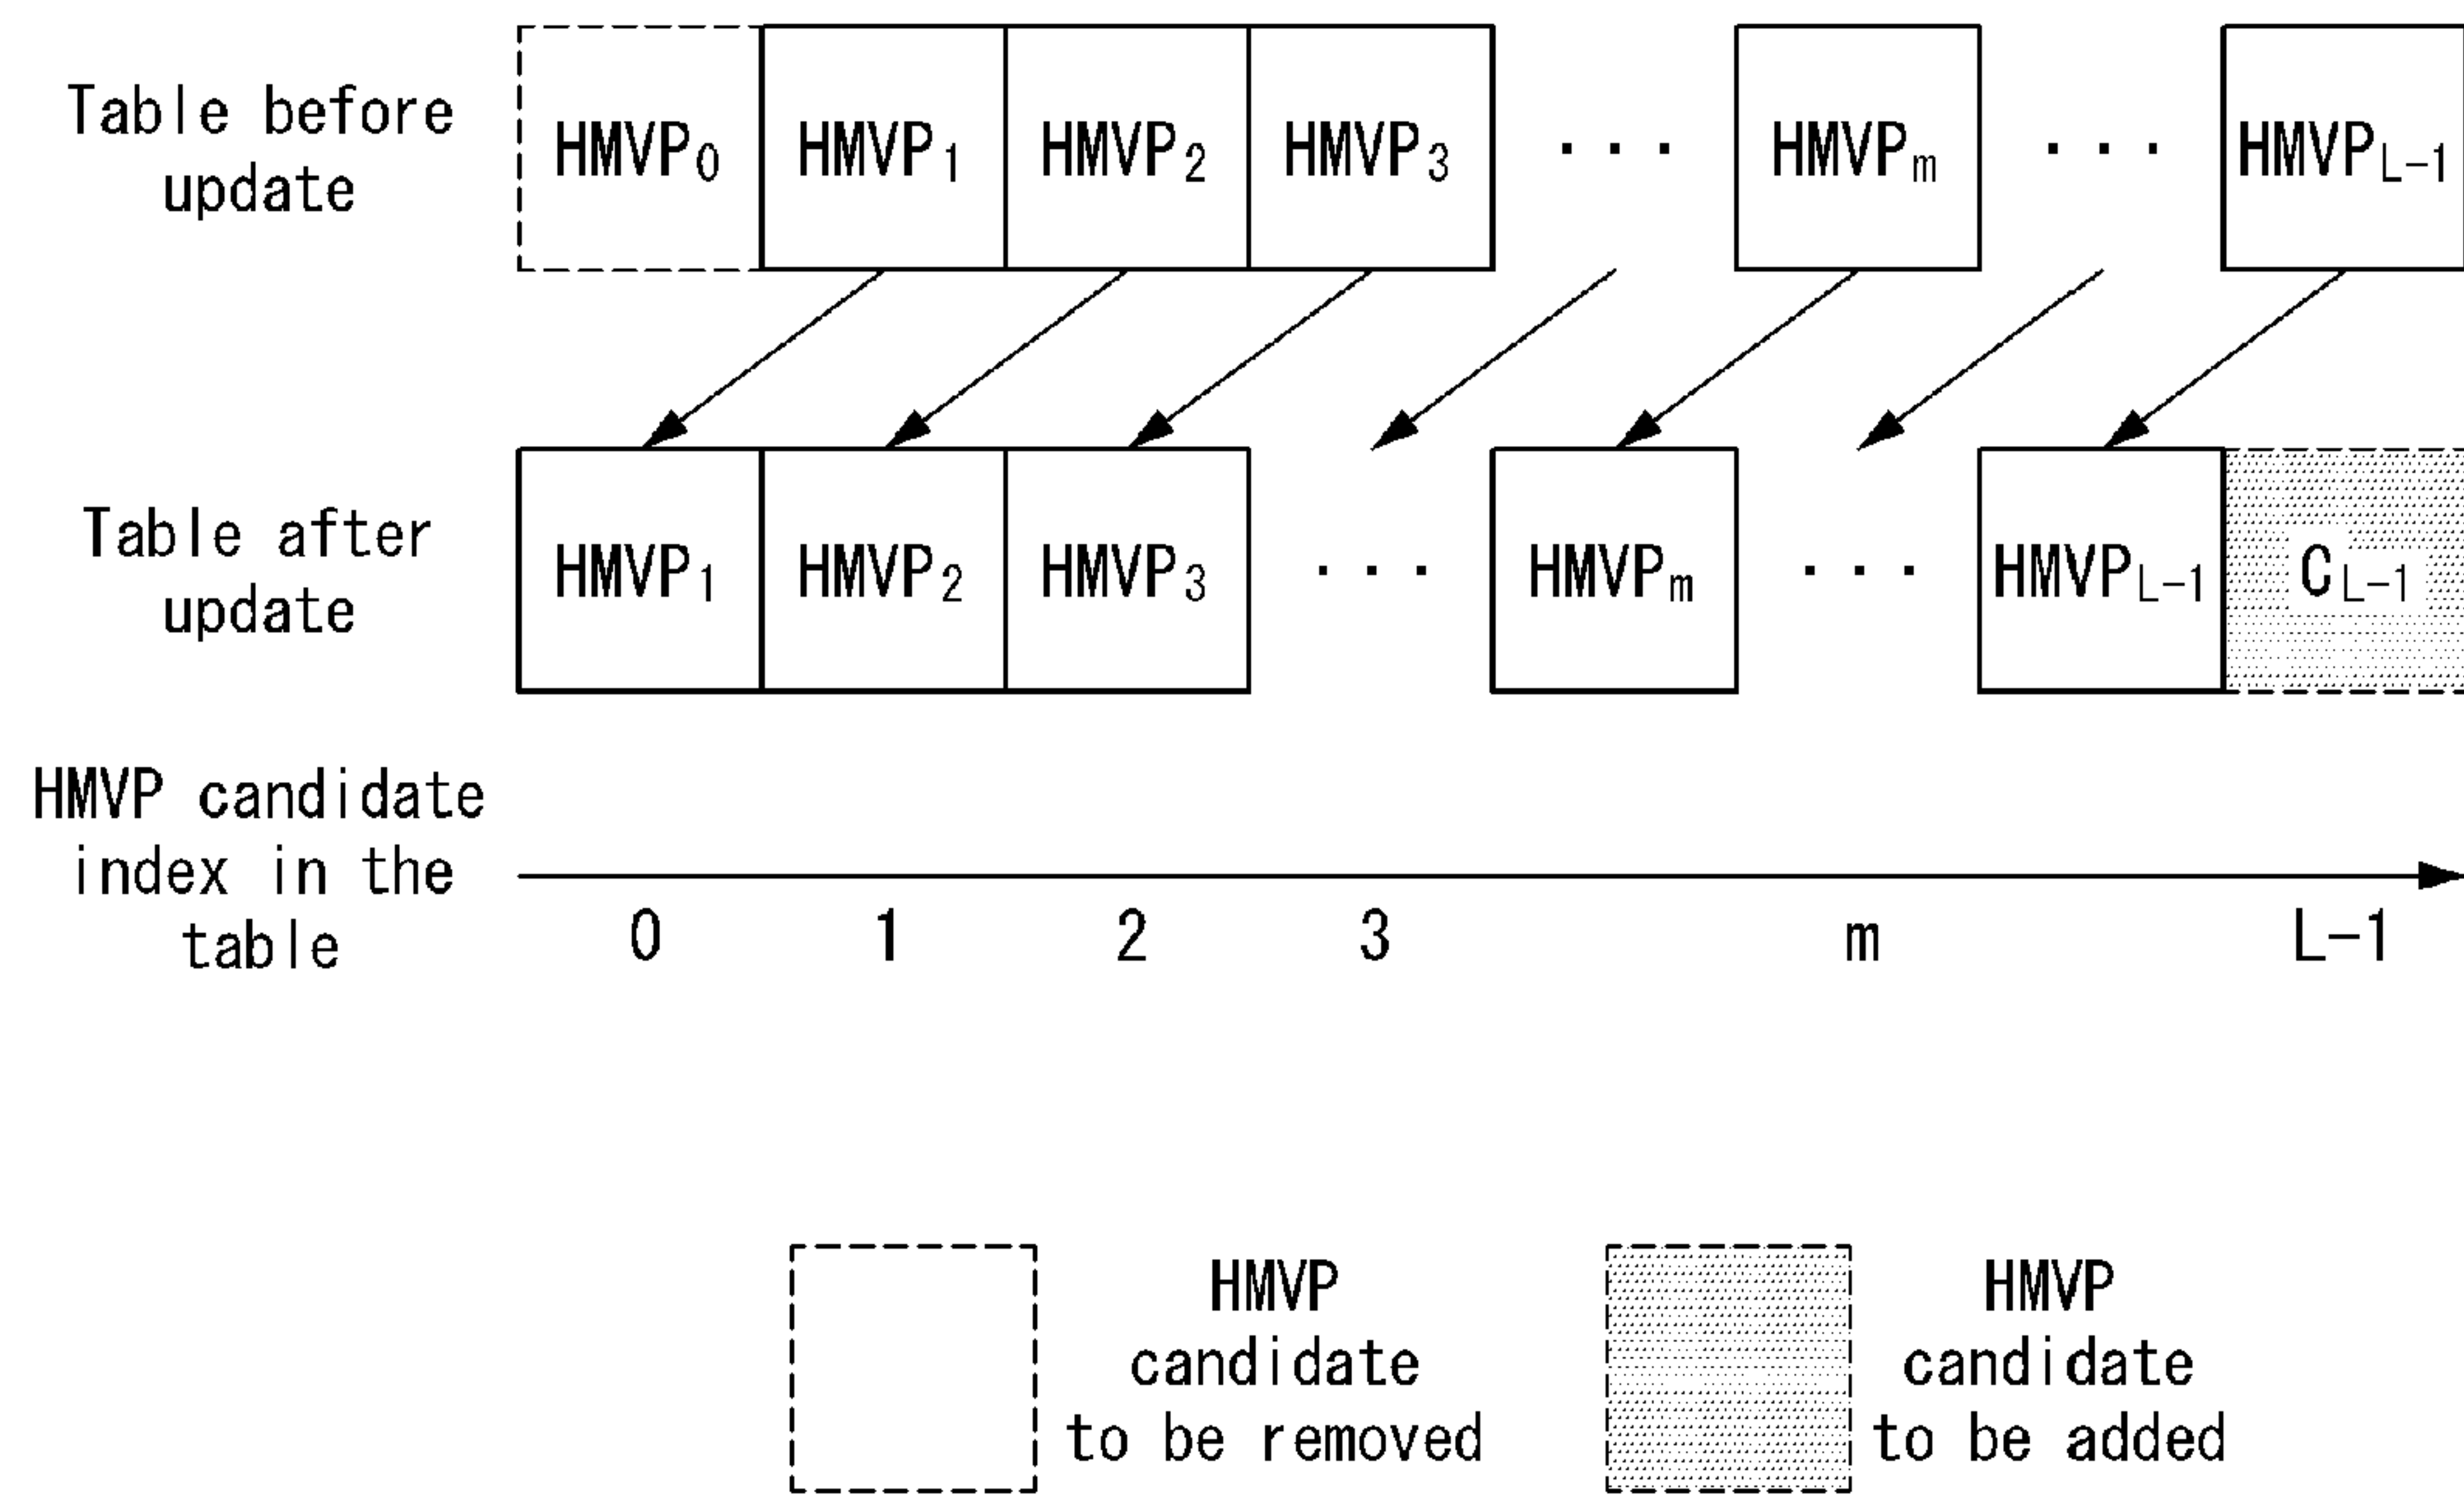 Table before
update
HMVP0 HMVP1 HMVP2 HMVP3 ... HMVPm ... HMVPL-1
Table after
update
HMVP1 HMVP2 HMVP3 ... HMVPm ... HMVPL-1 CL-1
HMVP candidate
index in the
table
0 1 2 3 m L-1
HMVP
candidate
to be removed
HMVP
candidate
to be added